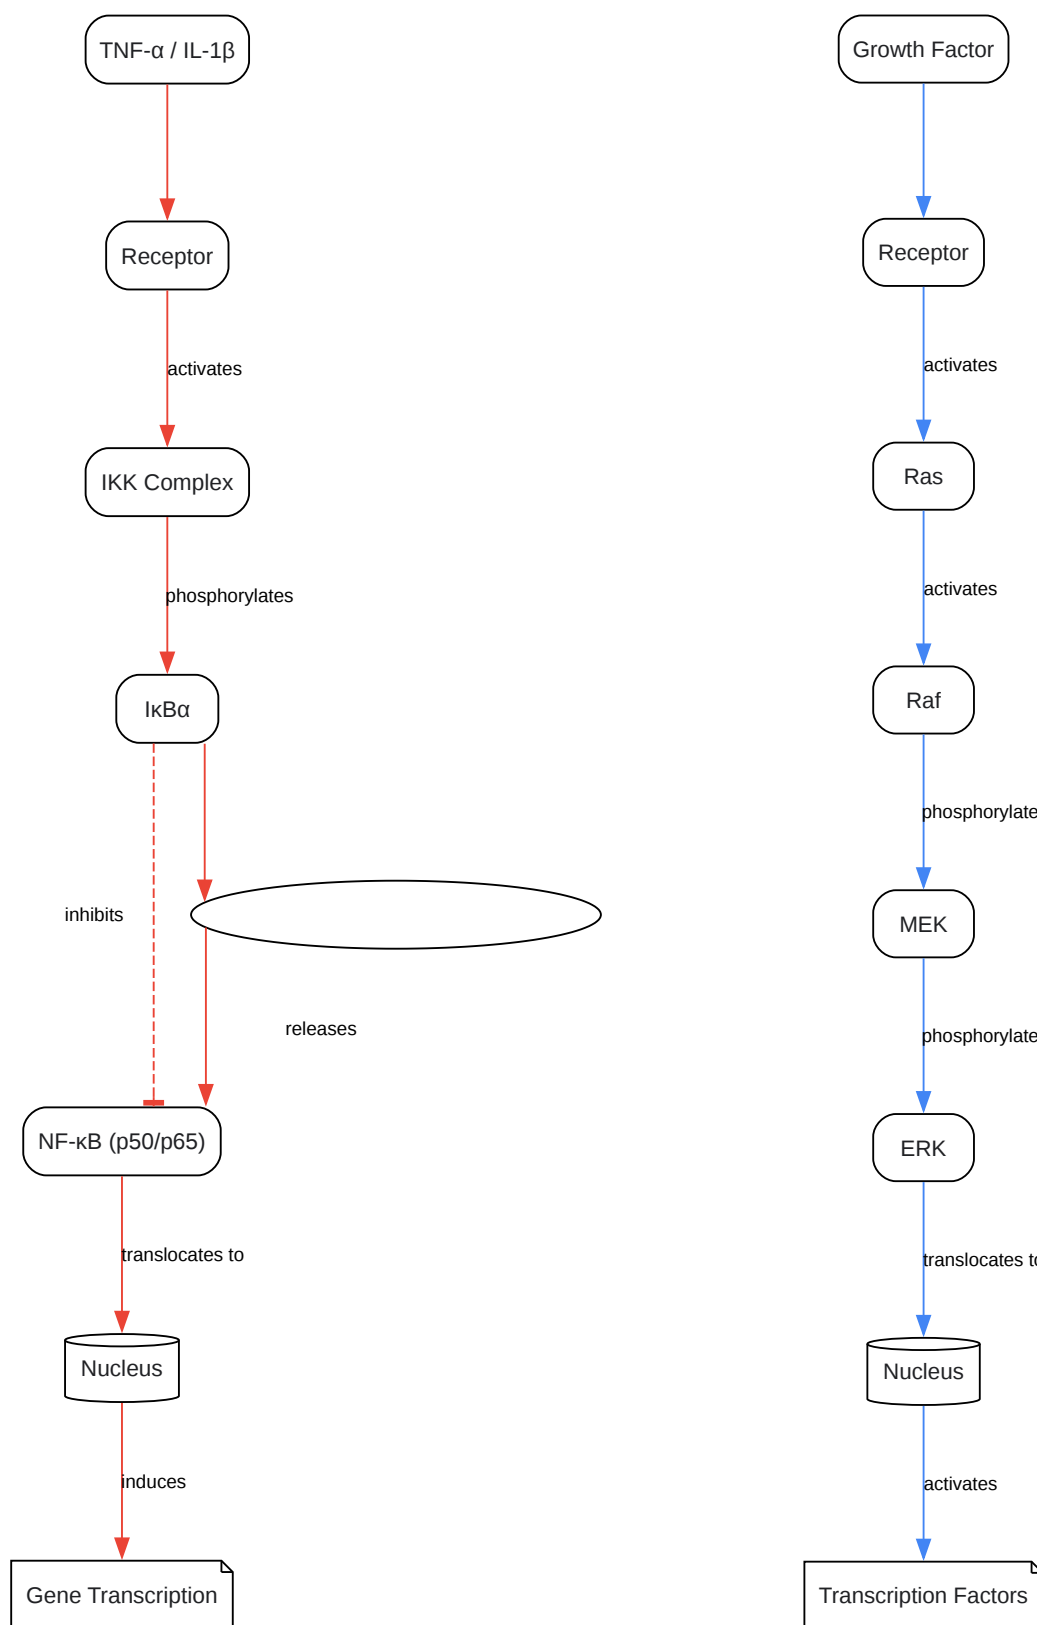 TNF-α / IL-1β
Receptor
activates
IKK Complex
phosphorylates
IκBα
inhibits
releases
NF-κB (p50/p65)
translocates to
Nucleus
induces
Gene Transcription
Growth Factor
Receptor
activates
Ras
activates
Raf
phosphorylate
MEK
phosphorylate
ERK
translocates to
Nucleus
activates
Transcription Factors